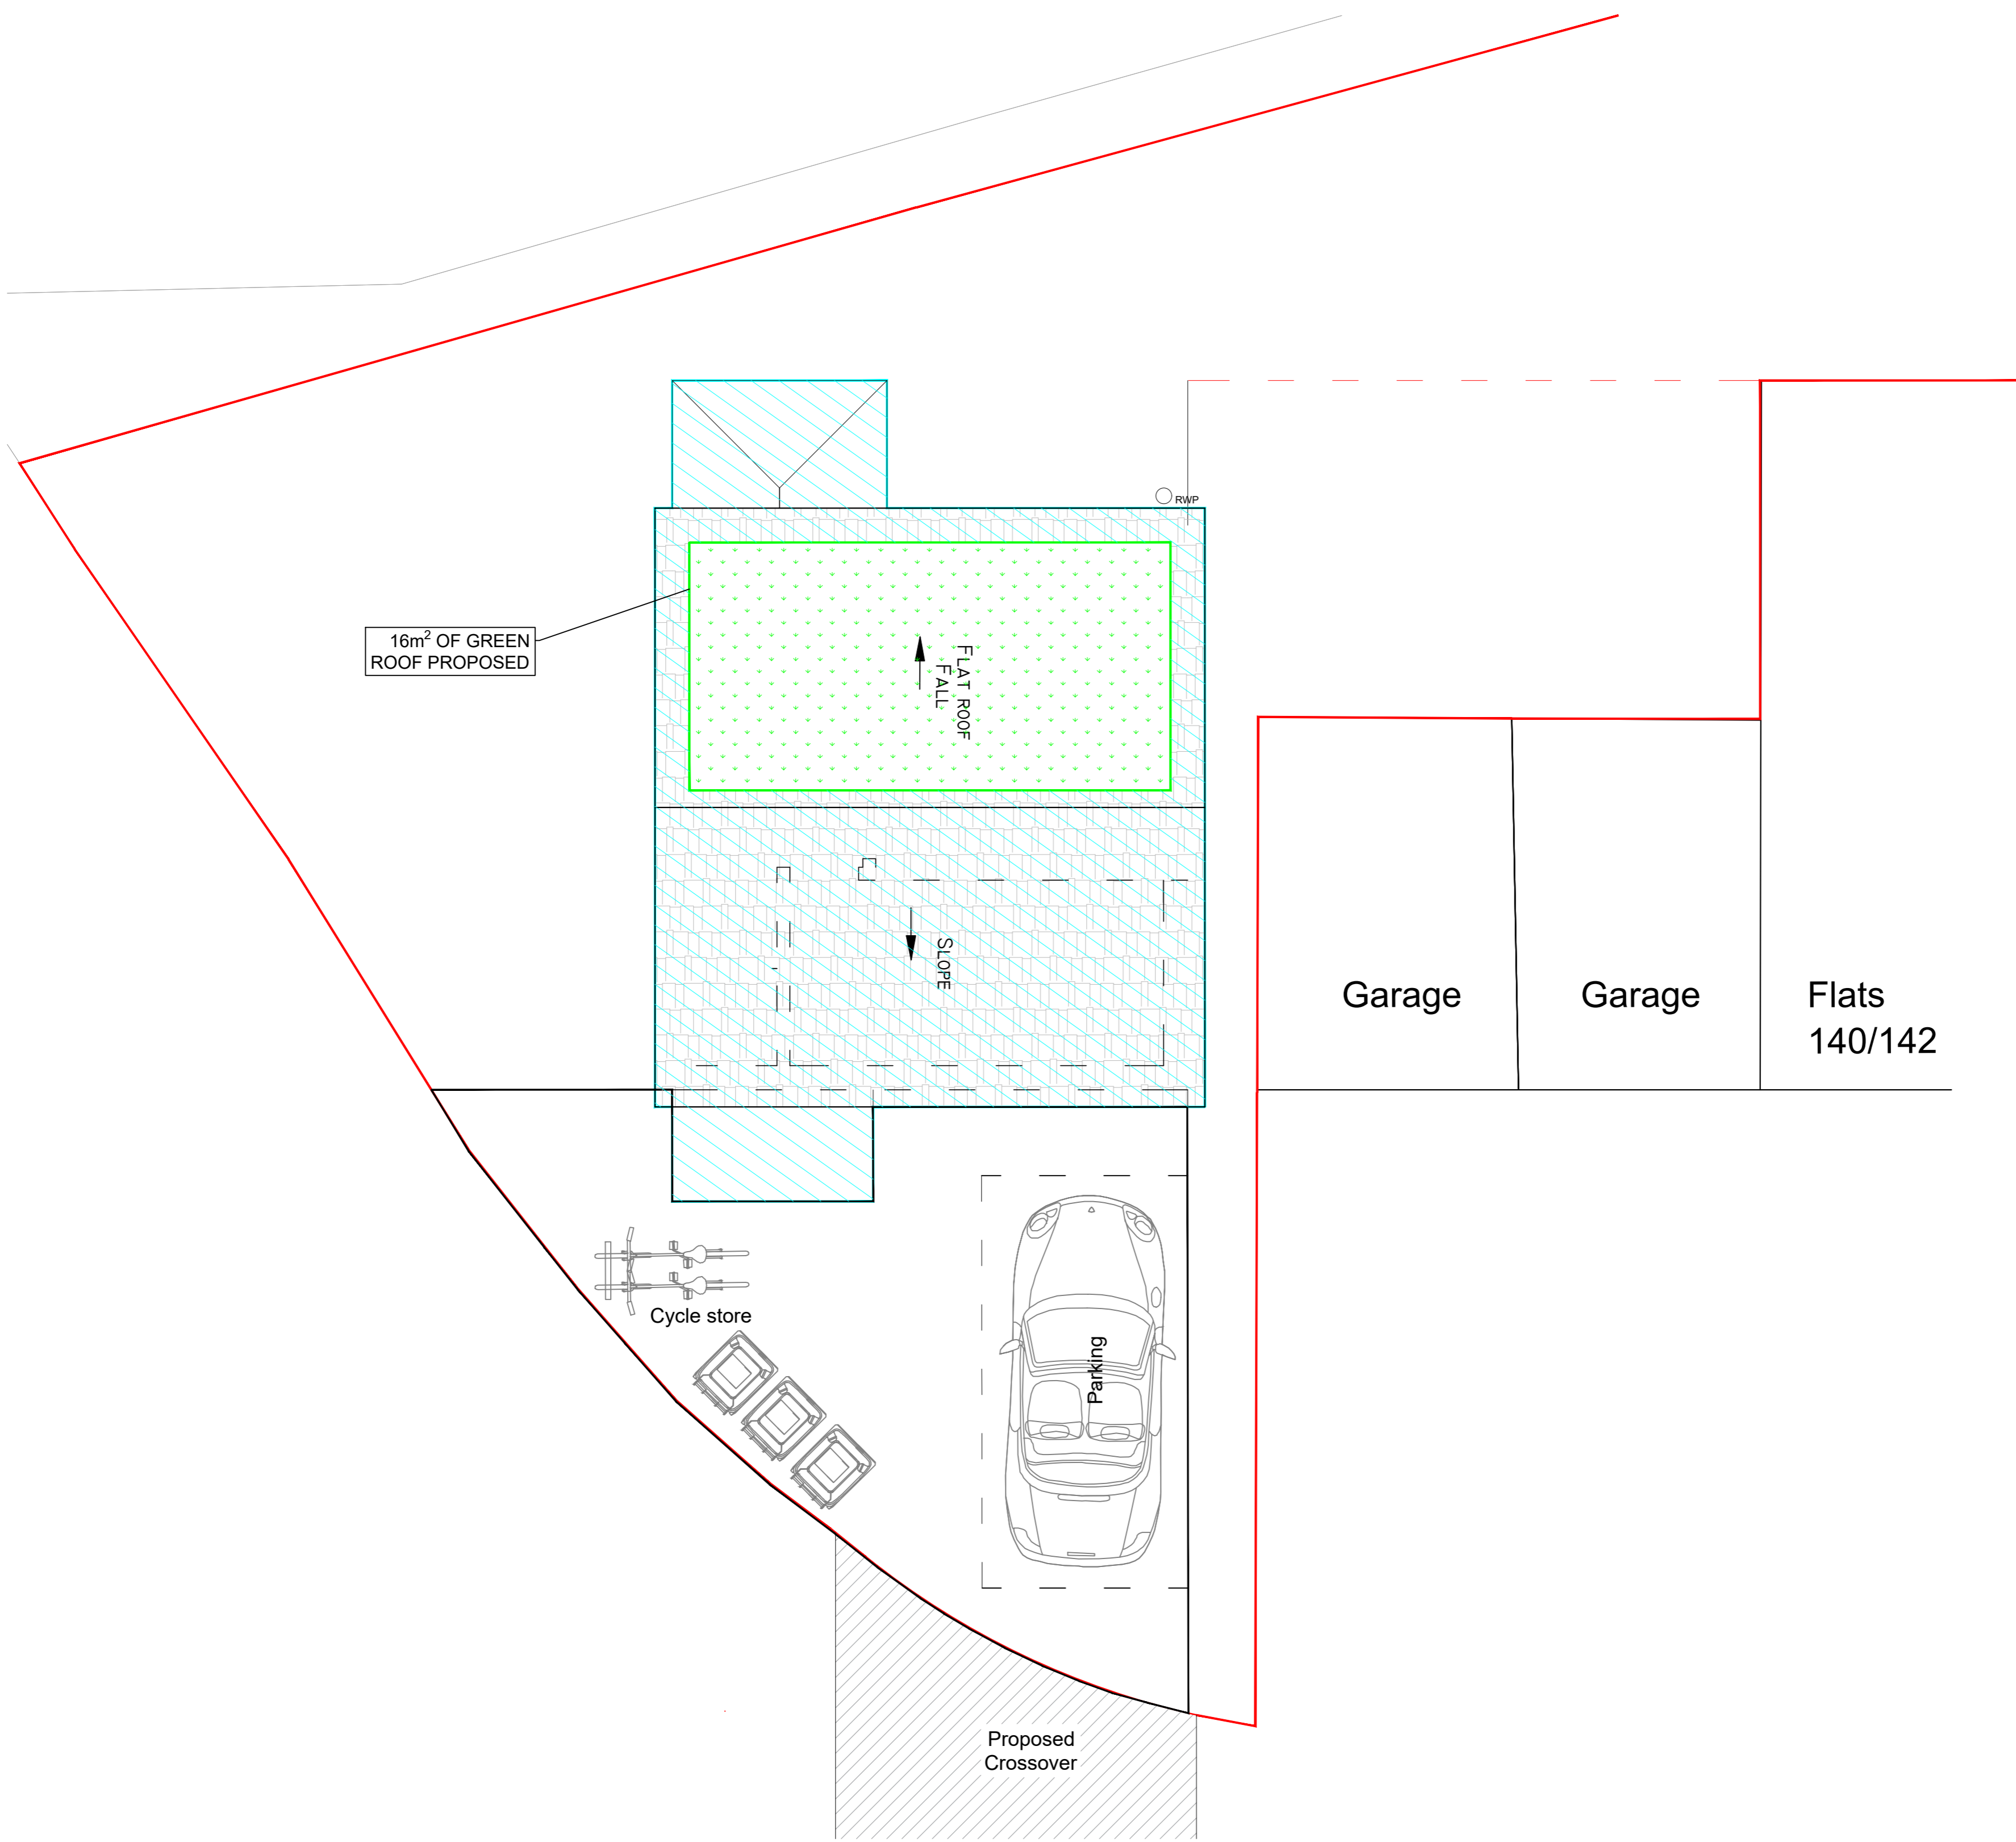 RWP
16m² OF GREEN
ROOF PROPOSED
FLAT ROOF
FALL
SLOPE
Garage
Garage
Flats
140/142
Cycle store
Parking
Proposed
Crossover